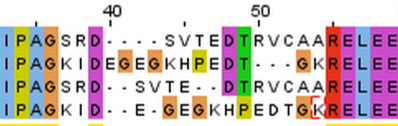 40 50
IPAGSRD----SVTEDTRVCAARELEE
IPAGKIDEGEGKHPEDT---GKRELEE
IPAGSRD--SVTE--DTRVCAARELEE
IPAGKID--E-GEGKHPEDTGKRELEE